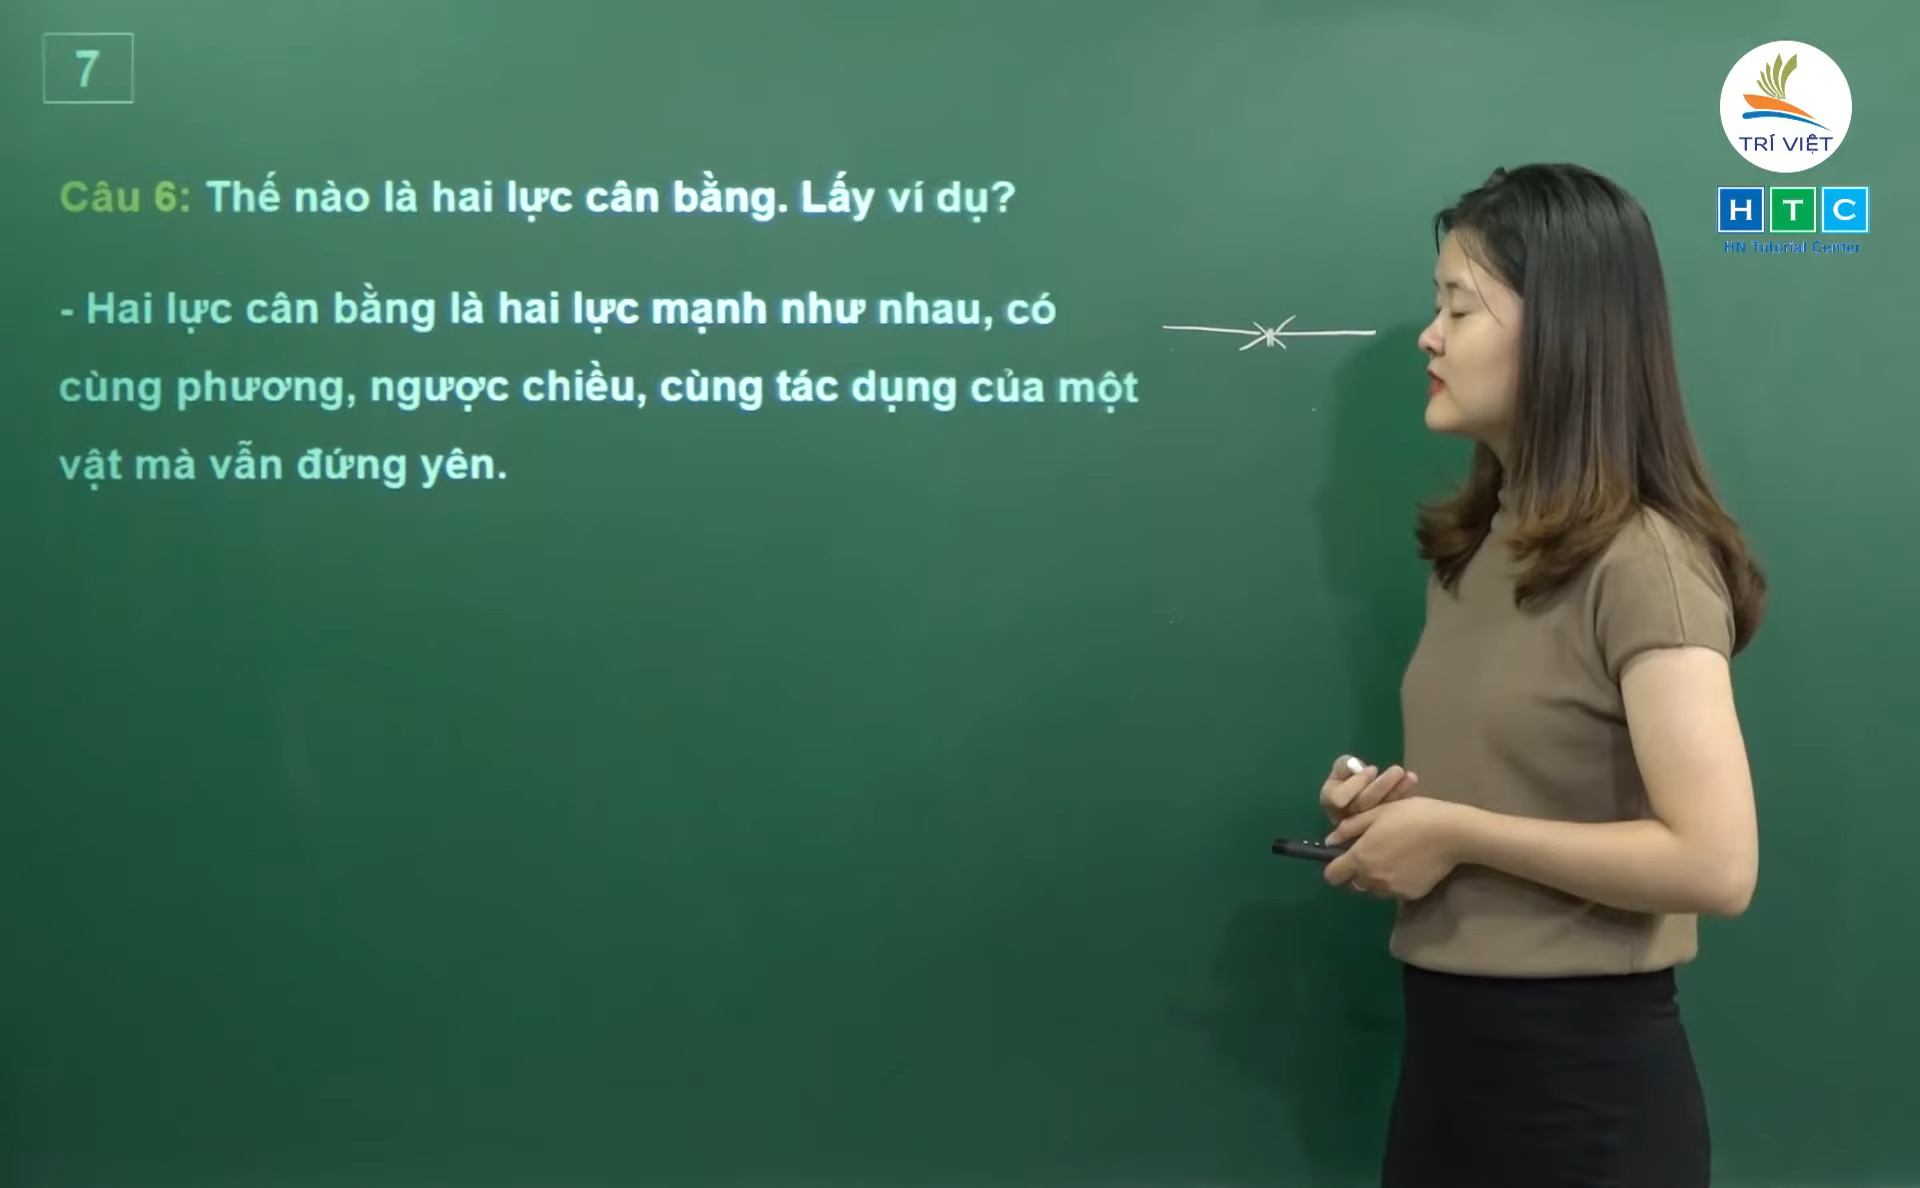 7
TRÍ VIỆT
Câu 6: Thế nào là hai lực cân bằng. Lấy ví dụ?
H T C
HN Tutorial Center
- Hai lực cân bằng là hai lực mạnh như nhau, có
cùng phương, ngược chiều, cùng tác dụng của một
vật mà vẫn đứng yên.